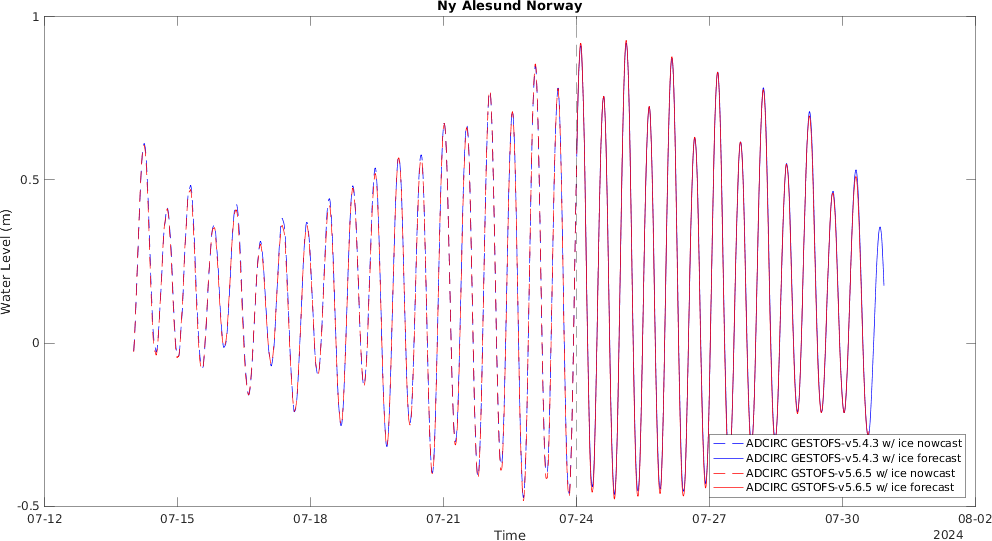 Ny Alesund Norway
1
0.5
0
-0.5
Water Level (m)
ADCIRC GESTOFS-v5.4.3 w/ ice nowcast
ADCIRC GESTOFS-v5.4.3 w/ ice forecast
ADCIRC GSTOFS-v5.6.5 w/ ice nowcast
ADCIRC GSTOFS-v5.6.5 w/ ice forecast
07-12 07-15 07-18 07-21 07-24 07-27 07-30 08-02
Time
2024